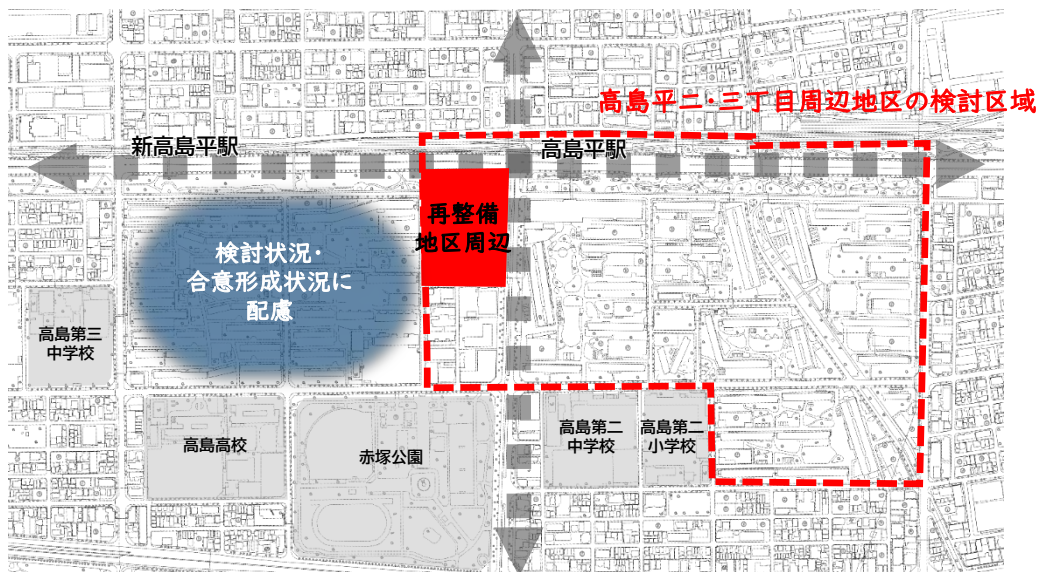 高島平二・三丁目周辺地区の検討区域
新高島平駅
高島平駅
再整備
地区周辺
検討状況・
合意形成状況に
配慮
高島第三
中学校
高島高校
赤塚公園
高島第二
中学校
高島第二
小学校